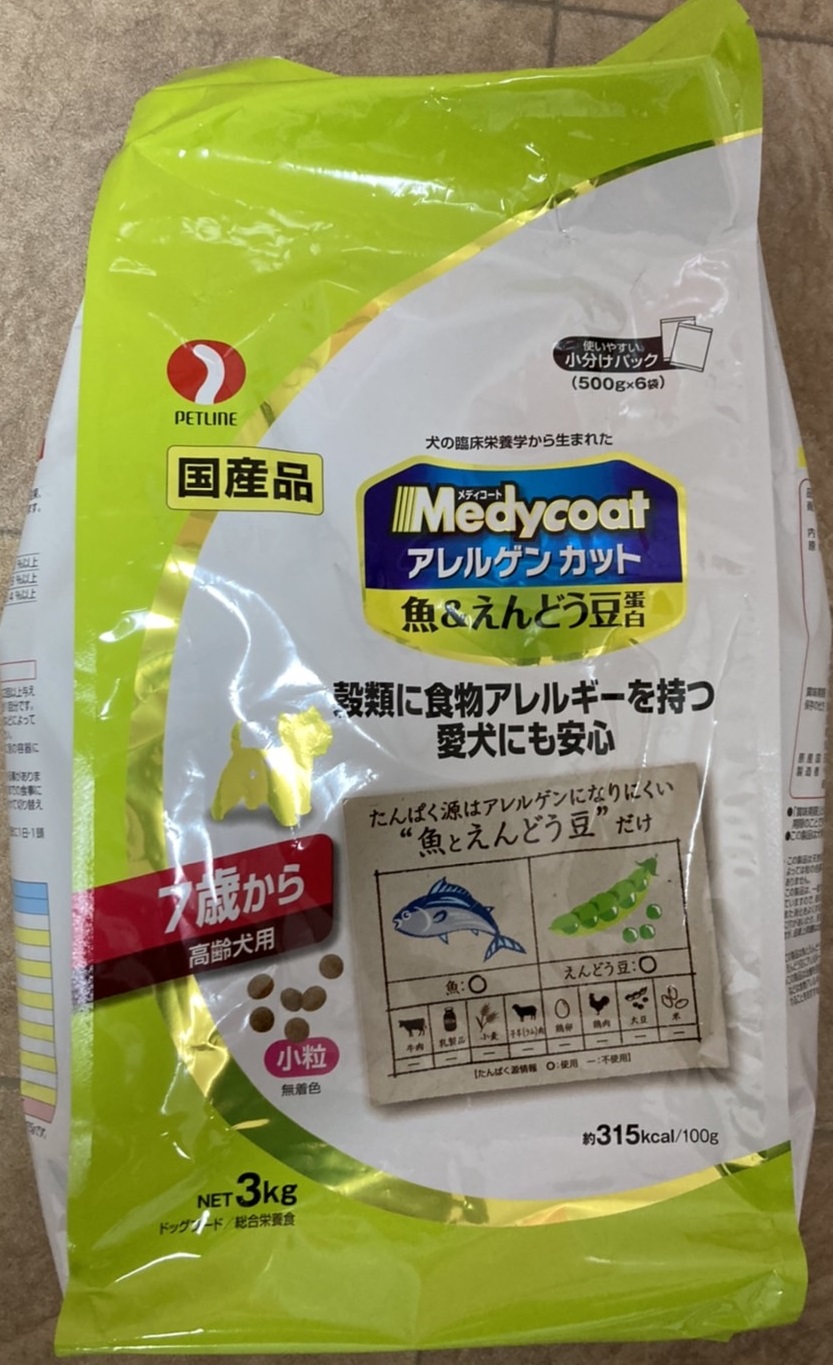 PETLINE
国産品
使いやすい
小分けパック
(500g×6袋)
犬の臨床栄養学から生まれた
メディコート
Medycoat
アレルゲン カット
魚&えんどう豆蛋白
穀類に食物アレルギーを持つ
愛犬にも安心
たんぱく源はアレルゲンになりにくい
“魚とえんどう豆”だけ
魚:○ えんどう豆:○
牛肉 乳製品 小麦 子羊(ラム)肉 鶏卵 鶏肉 大豆 米
― ― ― ― ― ― ― ―
[たんぱく源情報 ○:使用 ―:不使用]
7歳から
高齢犬用
小粒
無着色
約315kcal/100g
NET 3kg
ドッグフード/総合栄養食